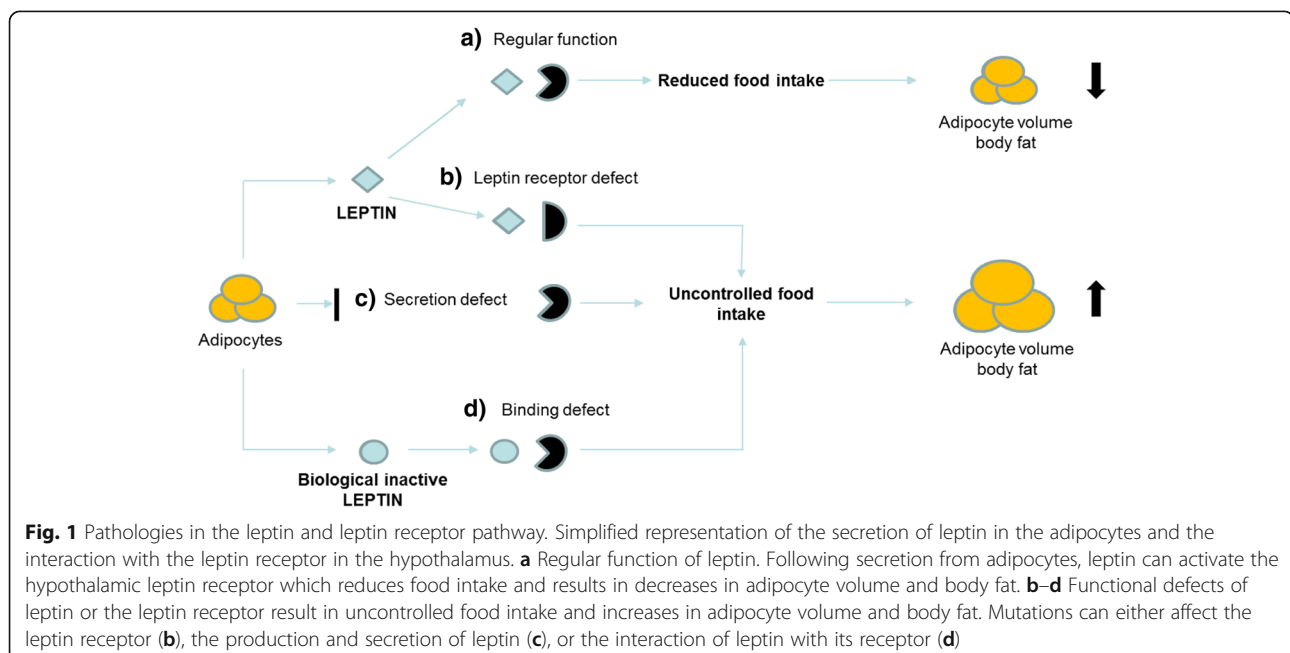 a) Regular function
Reduced food intake
Adipocyte volume
body fat
b) Leptin receptor defect
LEPTIN
c) Secretion defect
Uncontrolled food
intake
Adipocytes
Adipocyte volume
body fat
d) Binding defect
Biological inactive
LEPTIN
Fig. 1 Pathologies in the leptin and leptin receptor pathway. Simplified representation of the secretion of leptin in the adipocytes and the
interaction with the leptin receptor in the hypothalamus. a Regular function of leptin. Following secretion from adipocytes, leptin can activate the
hypothalamic leptin receptor which reduces food intake and results in decreases in adipocyte volume and body fat. b–d Functional defects of
leptin or the leptin receptor result in uncontrolled food intake and increases in adipocyte volume and body fat. Mutations can either affect the
leptin receptor (b), the production and secretion of leptin (c), or the interaction of leptin with its receptor (d)